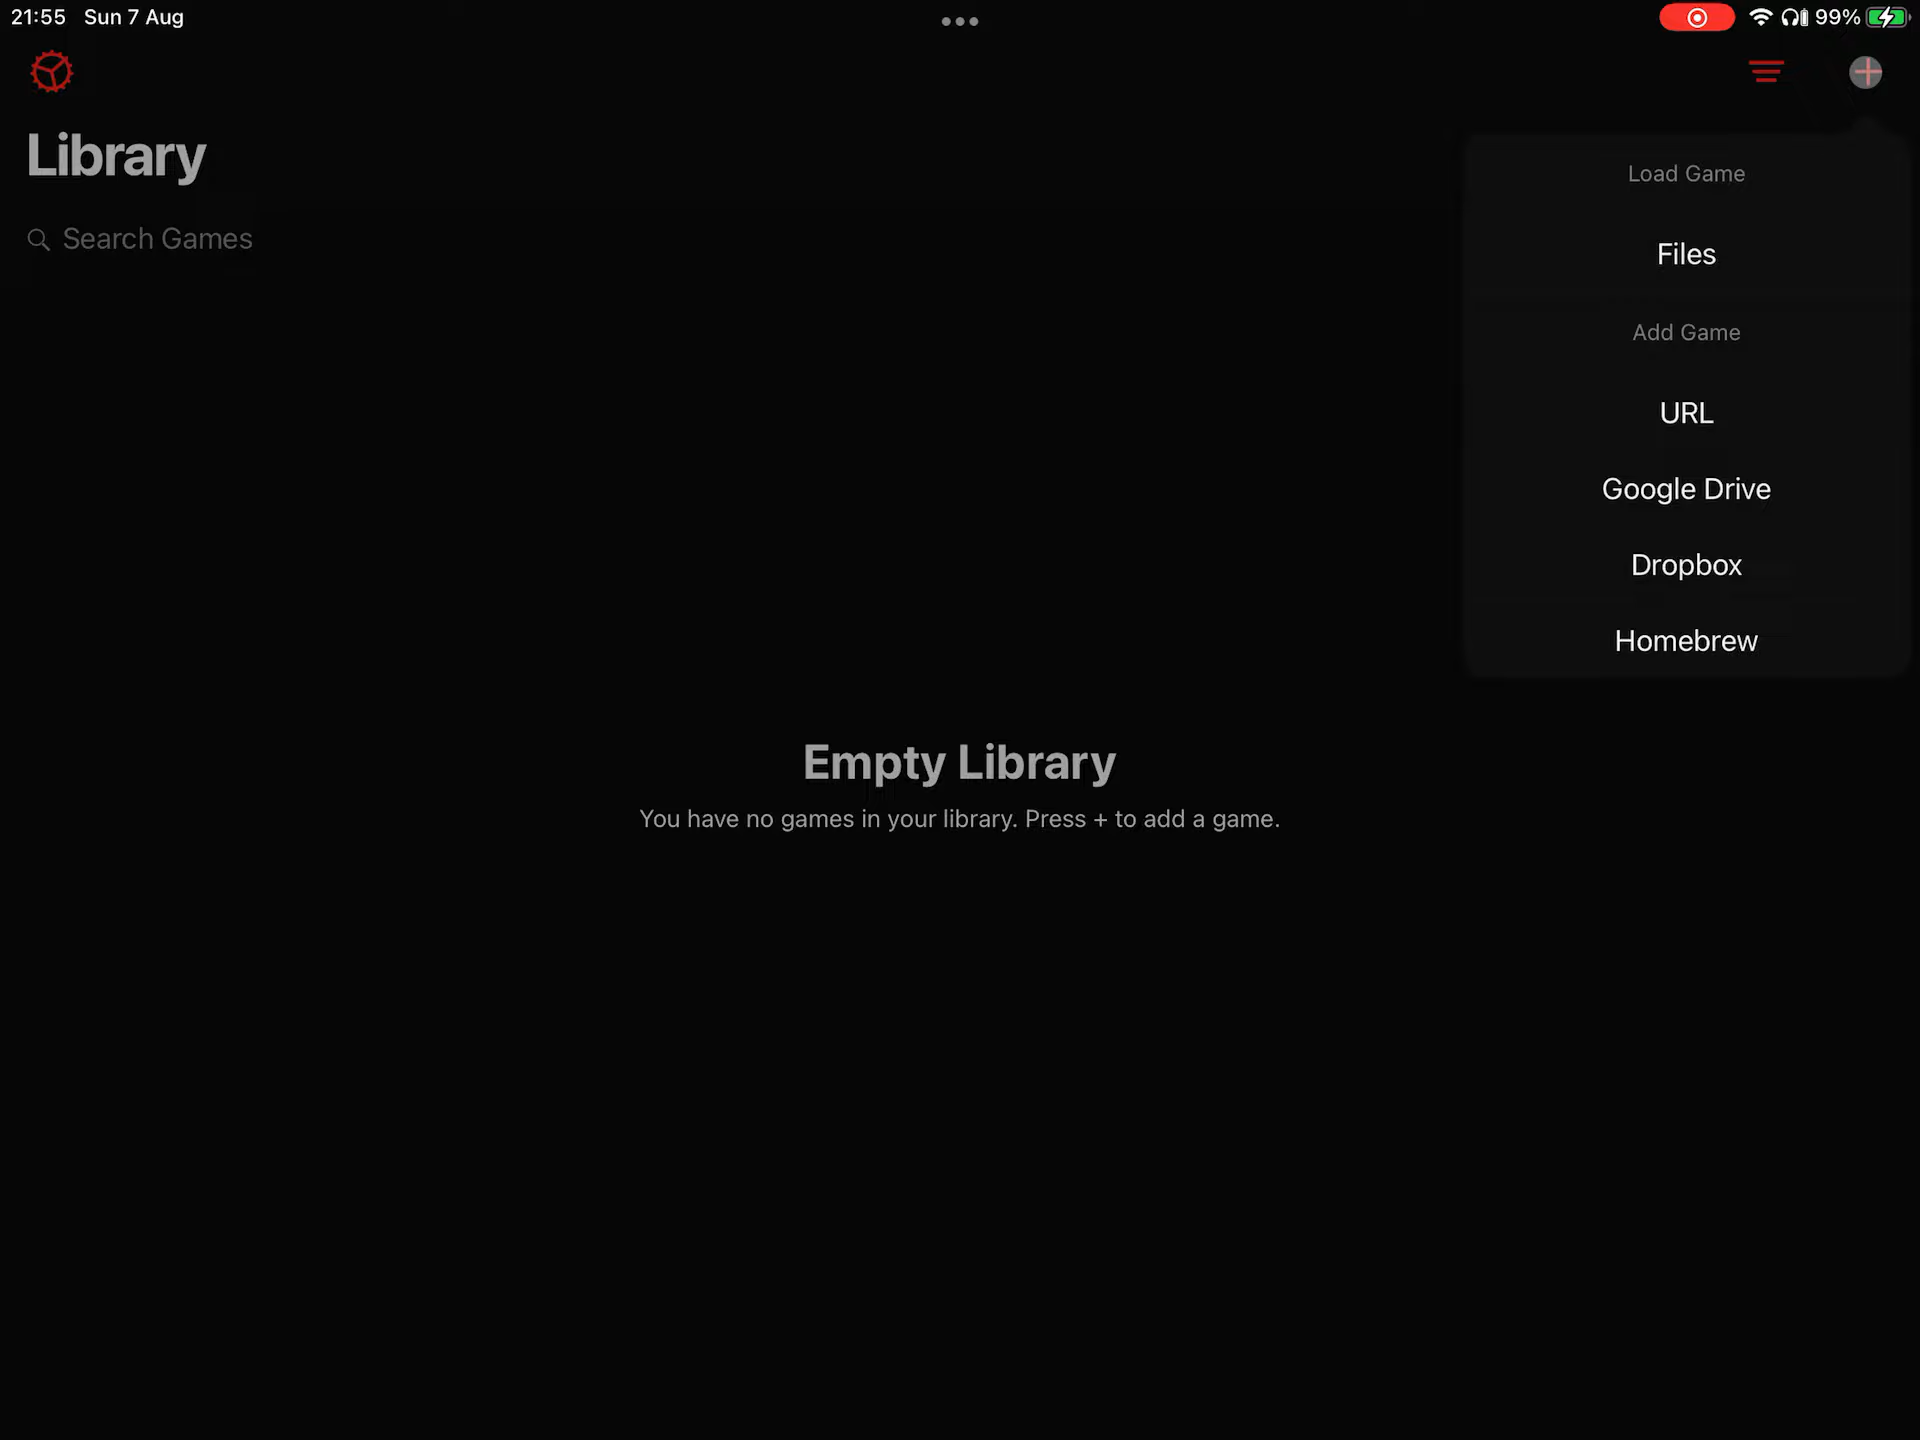 21:55 Sun 7 Aug
99%
Library
Search Games
Load Game
Files
Add Game
URL
Google Drive
Dropbox
Homebrew
Empty Library
You have no games in your library. Press + to add a game.